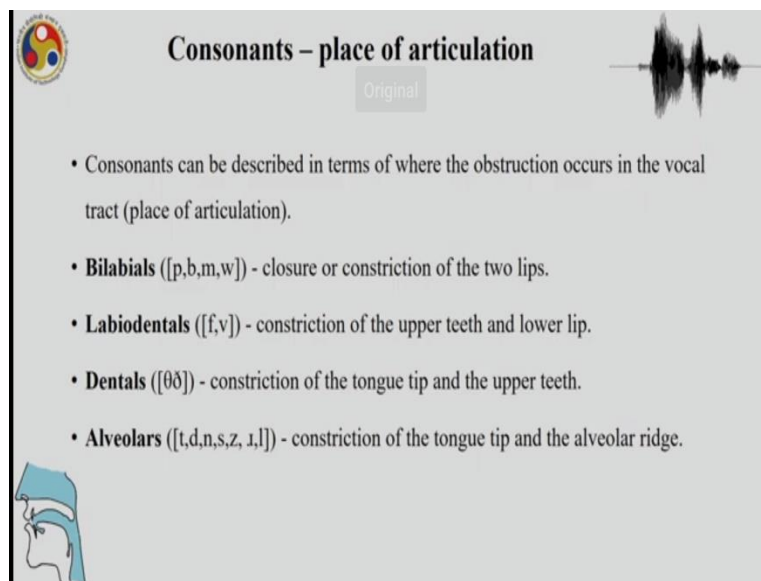 Consonants – place of articulation
Original
• Consonants can be described in terms of where the obstruction occurs in the vocal
tract (place of articulation).
• Bilabials ([p,b,m,w]) - closure or constriction of the two lips.
• Labiodentals ([f,v]) - constriction of the upper teeth and lower lip.
• Dentals ([θð]) - constriction of the tongue tip and the upper teeth.
• Alveolars ([t,d,n,s,z, ɹ,l]) - constriction of the tongue tip and the alveolar ridge.